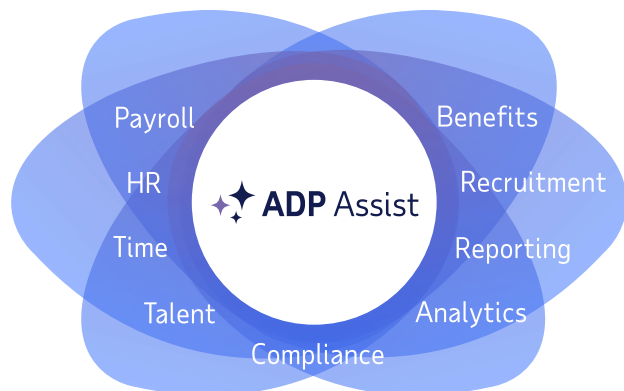 Payroll
Benefits
HR
Recruitment
ADP Assist
Time
Reporting
Talent
Analytics
Compliance